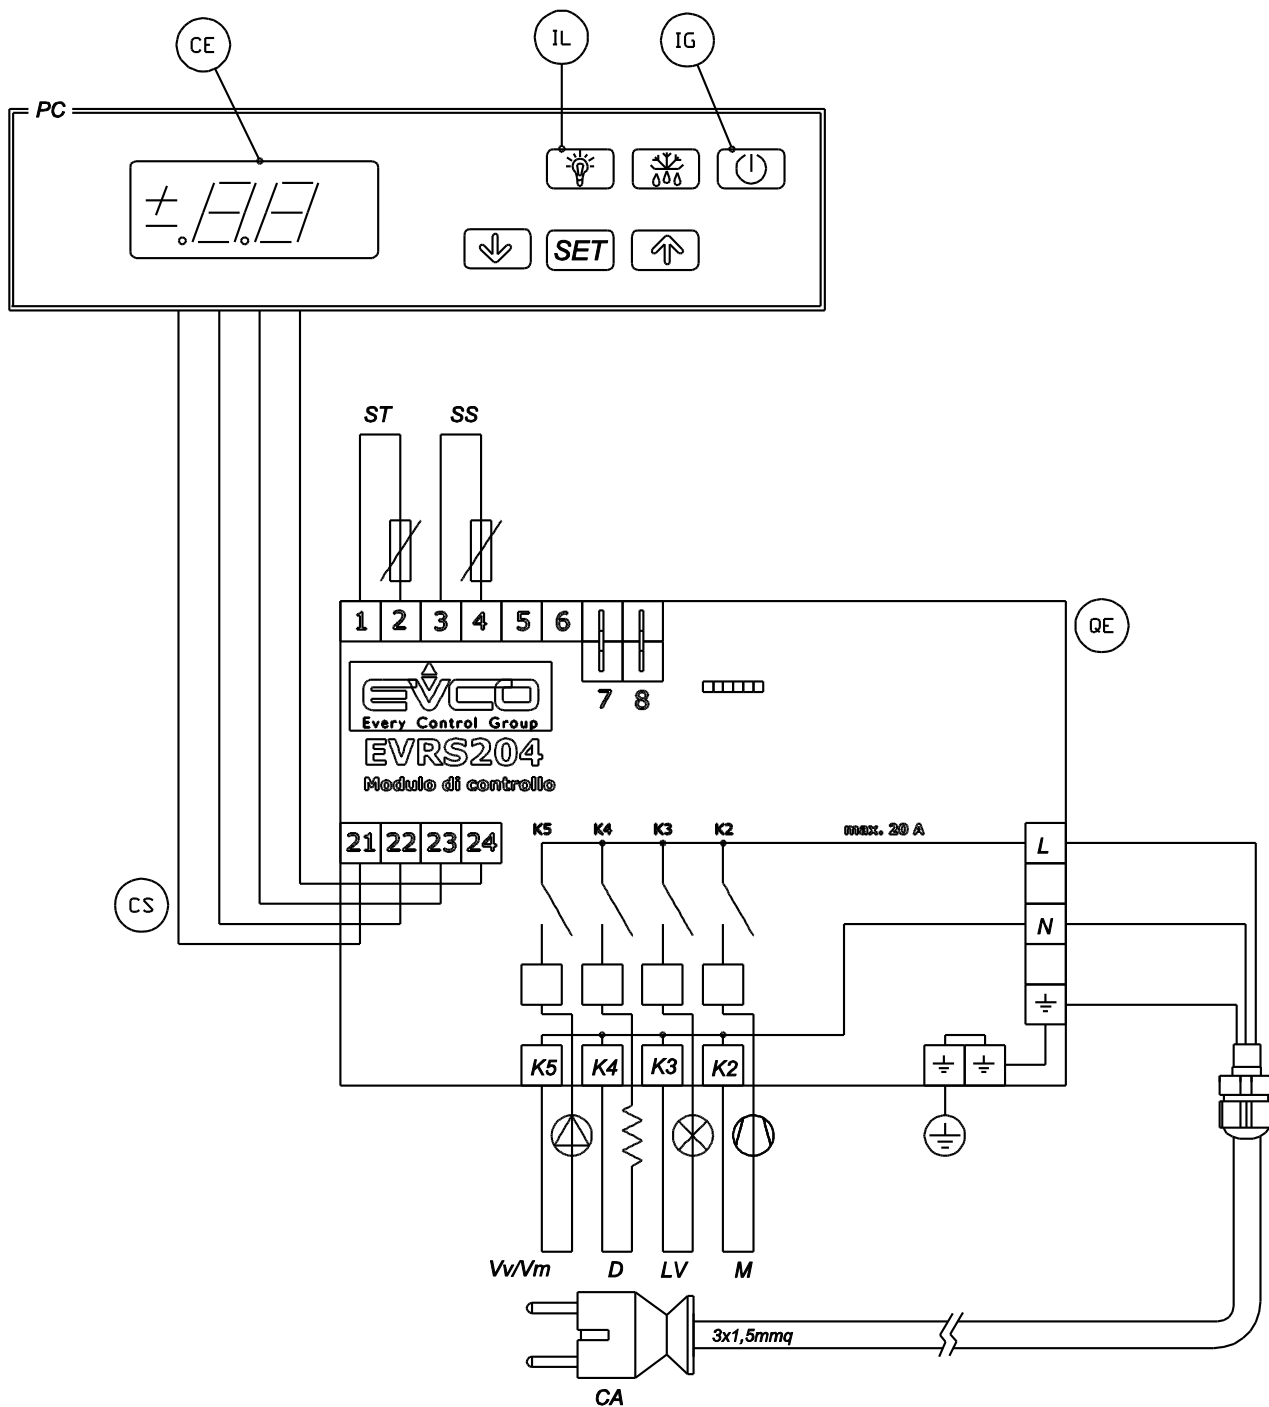 CE
IL
IG
PC
SET
ST
SS
1 2 3 4 5 6
QE
7 8
EVCO
Every Control Group
EVRS204
Modulo di controllo
K5 K4 K3 K2 max. 20 A
21 22 23 24
L
CS
N
K5 K4 K3 K2
Vv/Vm D LV M
3x1,5mmq
CA